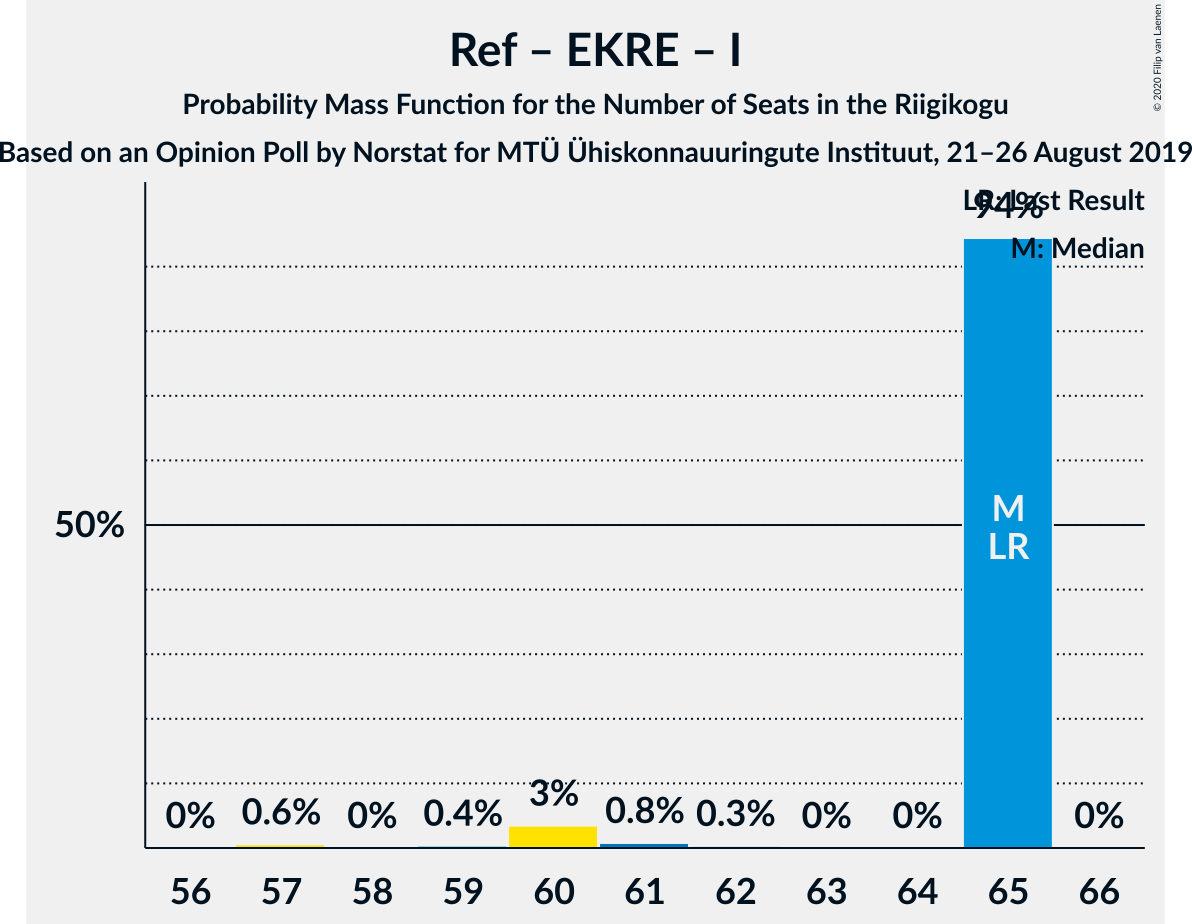 Ref – EKRE – I
Probability Mass Function for the Number of Seats in the Riigikogu
Based on an Opinion Poll by Norstat for MTÜ Ühiskonnauuringute Instituut, 21–26 August 2019
© 2020 Filip van Laenen
LR: Last Result
M: Median
94%
50%
M
LR
0% 0.6% 0% 0.4% 3% 0.8% 0.3% 0% 0% 0%
56 57 58 59 60 61 62 63 64 65 66